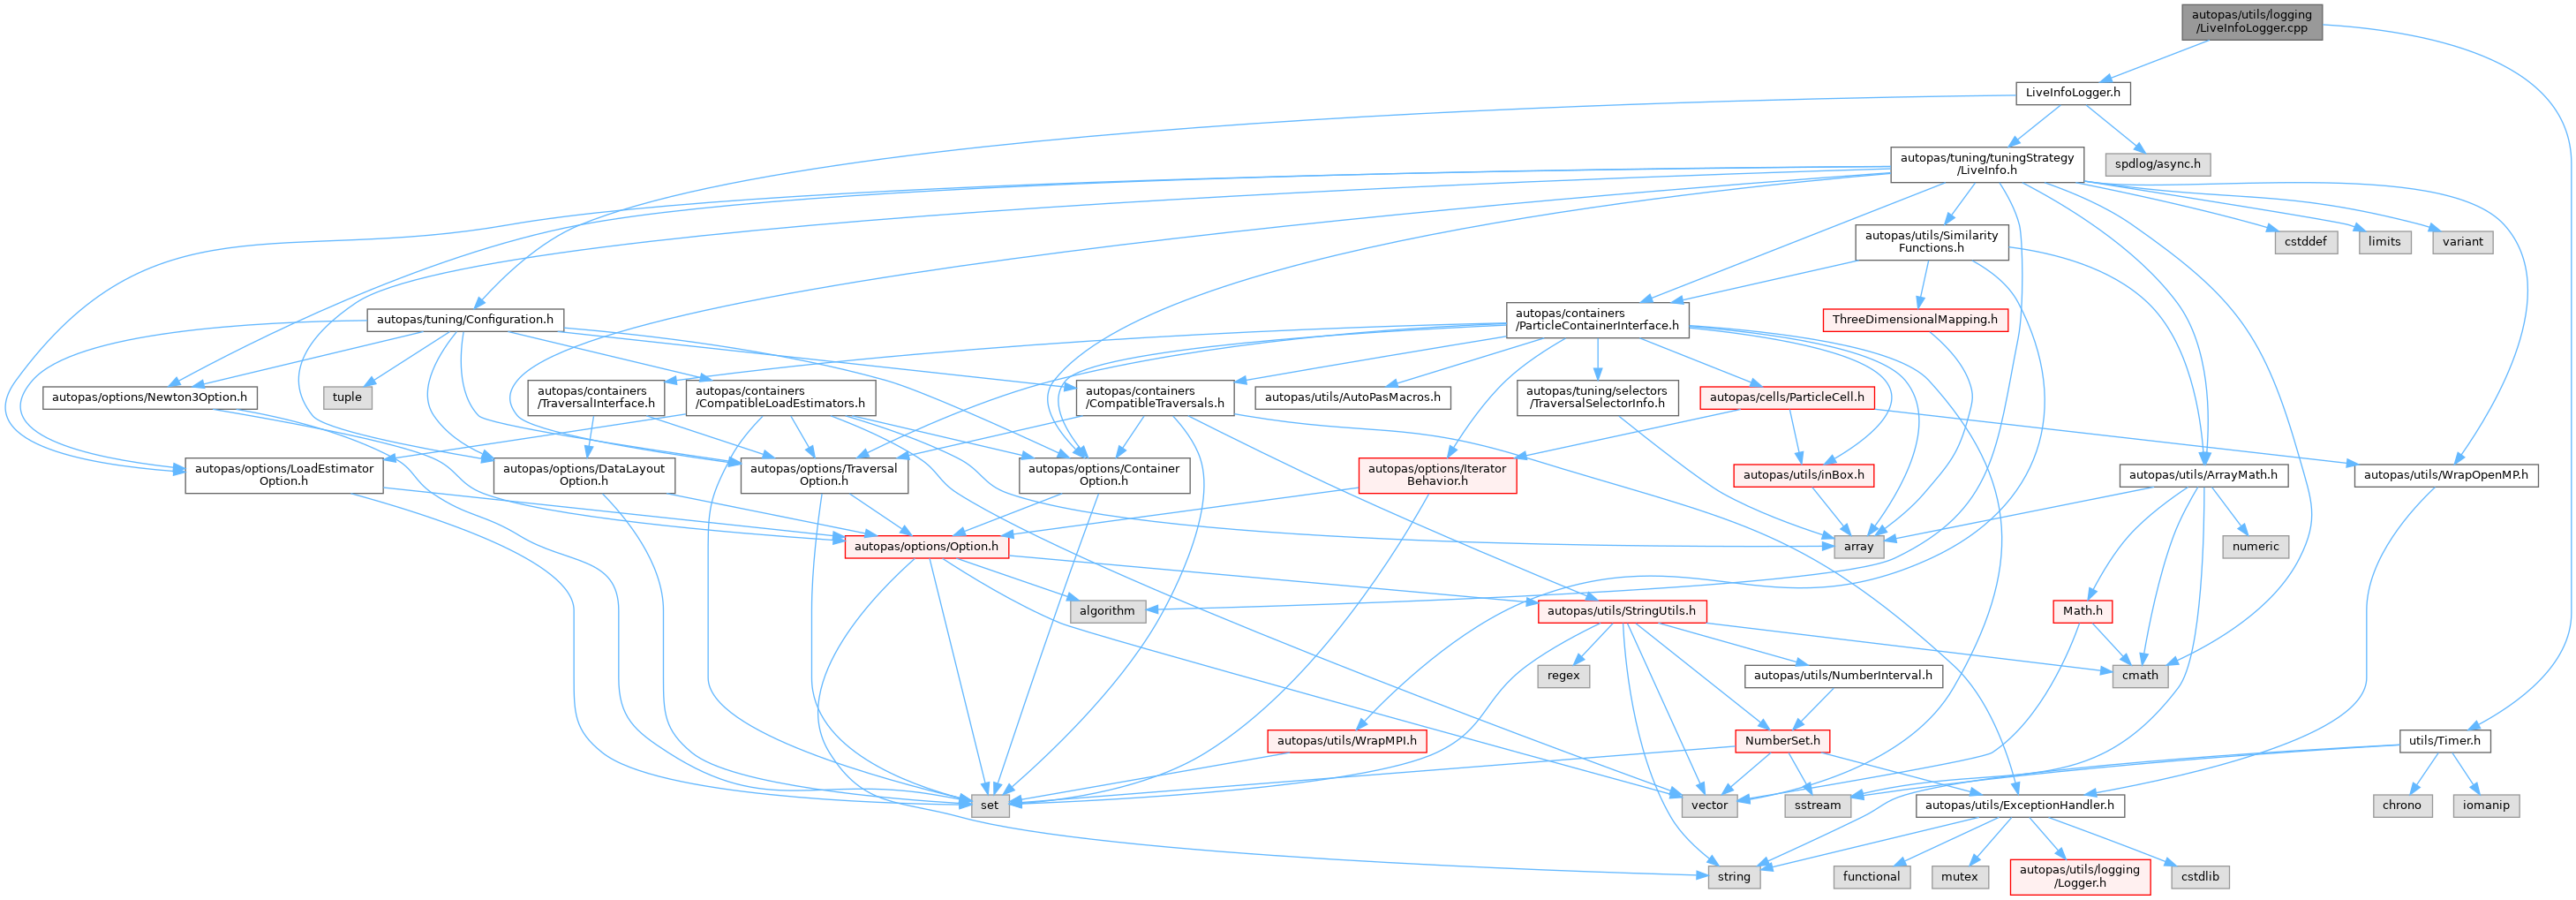 autopas/utils/logging
/LiveInfoLogger.cpp
LiveInfoLogger.h
autopas/tuning/tuningStrategy
/LiveInfo.h
spdlog/async.h
autopas/utils/Similarity
Functions.h
cstddef
limits
variant
autopas/tuning/Configuration.h
autopas/containers
/ParticleContainerInterface.h
ThreeDimensionalMapping.h
autopas/options/Newton3Option.h
tuple
autopas/containers
/TraversalInterface.h
autopas/containers
/CompatibleLoadEstimators.h
autopas/containers
/CompatibleTraversals.h
autopas/utils/AutoPasMacros.h
autopas/tuning/selectors
/TraversalSelectorInfo.h
autopas/cells/ParticleCell.h
autopas/options/LoadEstimator
Option.h
autopas/options/DataLayout
Option.h
autopas/options/Traversal
Option.h
autopas/options/Container
Option.h
autopas/options/Iterator
Behavior.h
autopas/utils/inBox.h
autopas/utils/ArrayMath.h
autopas/utils/WrapOpenMP.h
autopas/options/Option.h
array
numeric
algorithm
autopas/utils/StringUtils.h
Math.h
regex
autopas/utils/NumberInterval.h
cmath
autopas/utils/WrapMPI.h
NumberSet.h
utils/Timer.h
set
vector
sstream
autopas/utils/ExceptionHandler.h
chrono
iomanip
string
functional
mutex
autopas/utils/logging
/Logger.h
cstdlib